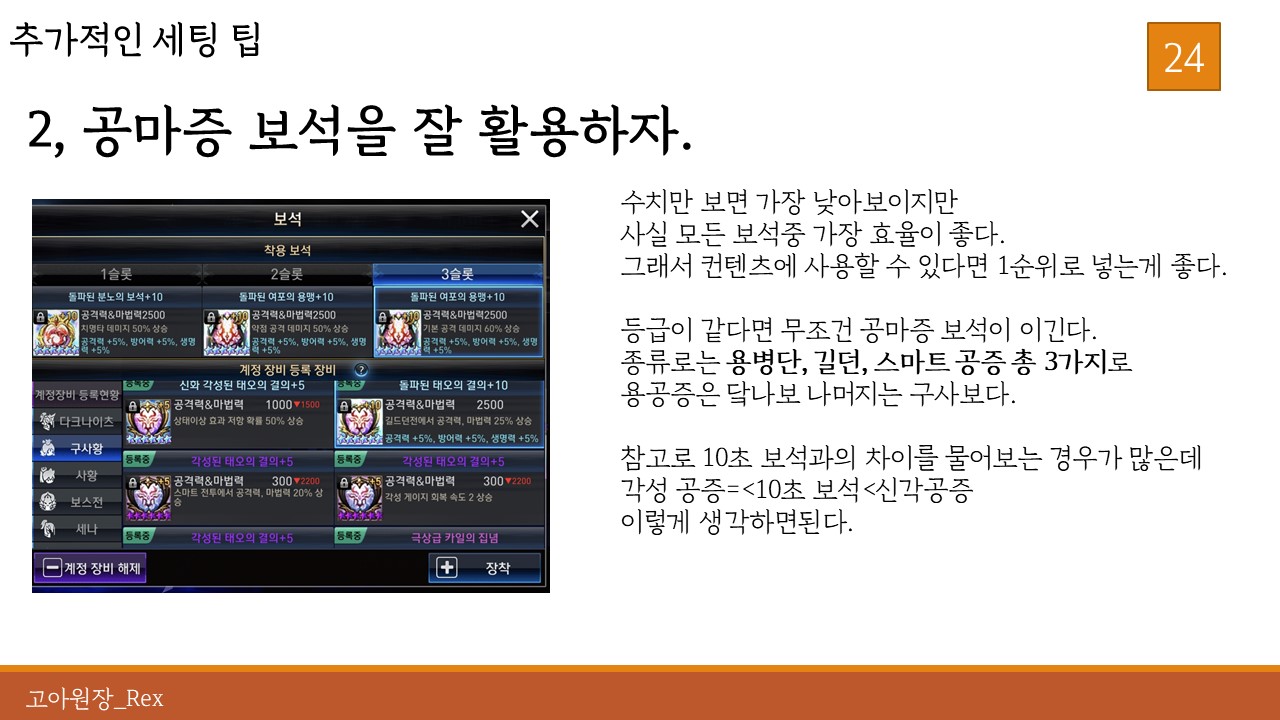 추가적인 세팅 팁
24
2, 공마증 보석을 잘 활용하자.
수치만 보면 가장 낮아보이지만
사실 모든 보석중 가장 효율이 좋다.
그래서 컨텐츠에 사용할 수 있다면 1순위로 넣는게 좋다.
등급이 같다면 무조건 공마증 보석이 이긴다.
종류로는 용병단, 길던, 스마트 공증 총 3가지로
용공증은 닥나보 나머지는 구사보다.
참고로 10초 보석과의 차이를 물어보는 경우가 많은데
각성 공증=<10초 보석<신각공증
이렇게 생각하면된다.
보석
착용 보석
1슬롯
2슬롯
3슬롯
돌파된 분노의 보석+10
공격력&마법력2500
치명타 데미지 50% 상승
공격력 +5%, 방어력 +5%, 생명
력 +5%
돌파된 여포의 용맹+10
공격력&마법력2500
약점 공격 데미지 50% 상승
공격력 +5%, 방어력 +5%, 생명
력 +5%
돌파된 여포의 용맹+10
공격력&마법력2500
기본 공격 데미지 60% 상승
공격력 +5%, 방어력 +5%, 생명
력 +5%
계정 장비 등록 장비 ?
계정장비 등록현황
다크나이츠
구사황
사황
보스전
세나
등록중
신화 각성된 태오의 결의+5
공격력&마법력 1000▼1500
상태이상 효과 저항 확률 50% 상승
등록중
돌파된 태오의 결의+10
공격력&마법력 2500
길드던전에서 공격력, 마법력 25% 상승
공격력 +5%, 방어력 +5%, 생명력 +5%
등록중
각성된 태오의 결의+5
공격력&마법력 300▼2200
스마트 전투에서 공격력, 마법력 20% 상
승
등록중
각성된 태오의 결의+5
공격력&마법력 300▼2200
각성 게이지 회복 속도 2 상승
등록중
각성된 태오의 결의+5
등록중
극상급 카일의 집념
계정 장비 해제
장착
고아원장_Rex